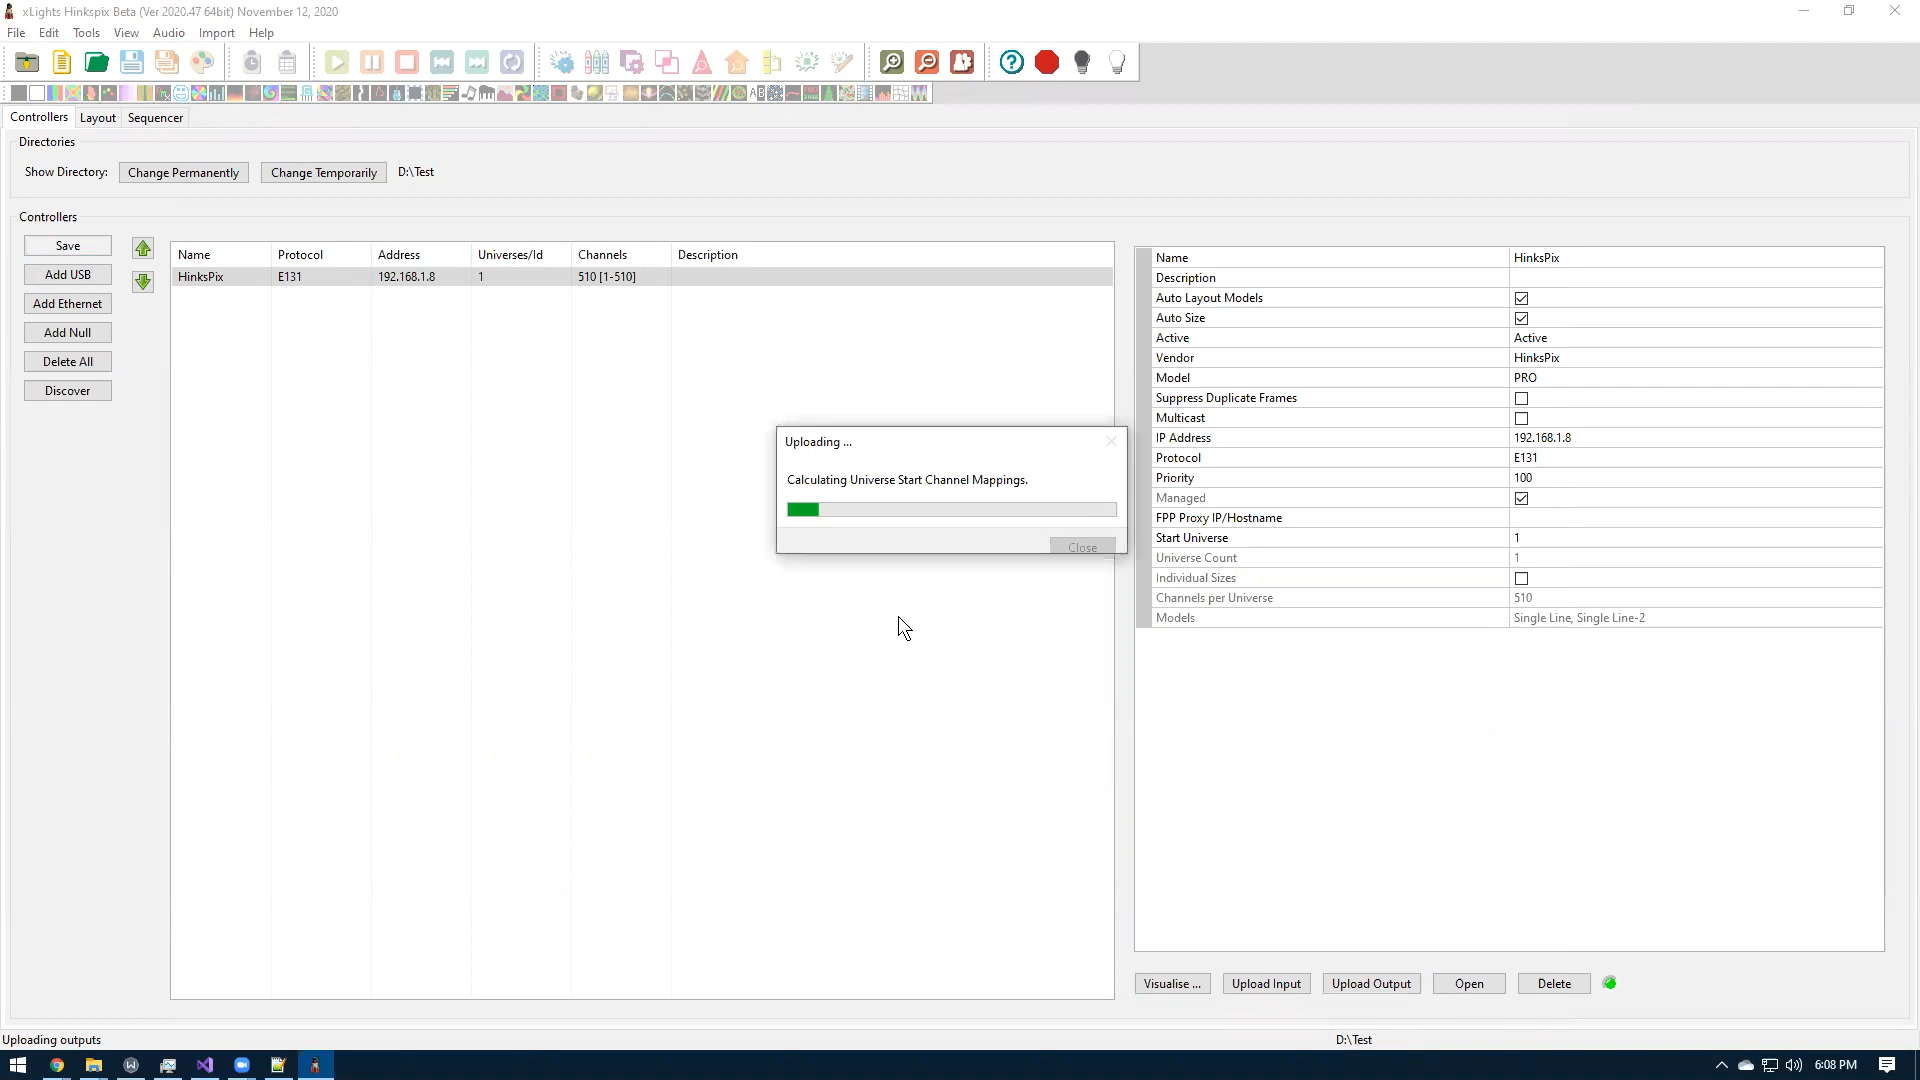 xLights Hinkspix Beta (Ver 2020.47 64bit) November 12, 2020
File Edit Tools View Audio Import Help
Controllers Layout Sequencer
Directories
Show Directory: Change Permanently Change Temporarily D:\Test
Controllers
Save
Add USB
Add Ethernet
Add Null
Delete All
Discover
Name Protocol Address Universes/Id Channels Description
HinksPix E131 192.168.1.8 1 510 [1-510]
Name HinksPix
Description
Auto Layout Models
Auto Size
Active Active
Vendor HinksPix
Model PRO
Suppress Duplicate Frames
Multicast
IP Address 192.168.1.8
Protocol E131
Priority 100
Managed
FPP Proxy IP/Hostname
Start Universe 1
Universe Count 1
Individual Sizes
Channels per Universe 510
Models Single Line, Single Line-2
Uploading ...
Calculating Universe Start Channel Mappings.
Close
Visualise ... Upload Input Upload Output Open Delete
Uploading outputs D:\Test
6:08 PM